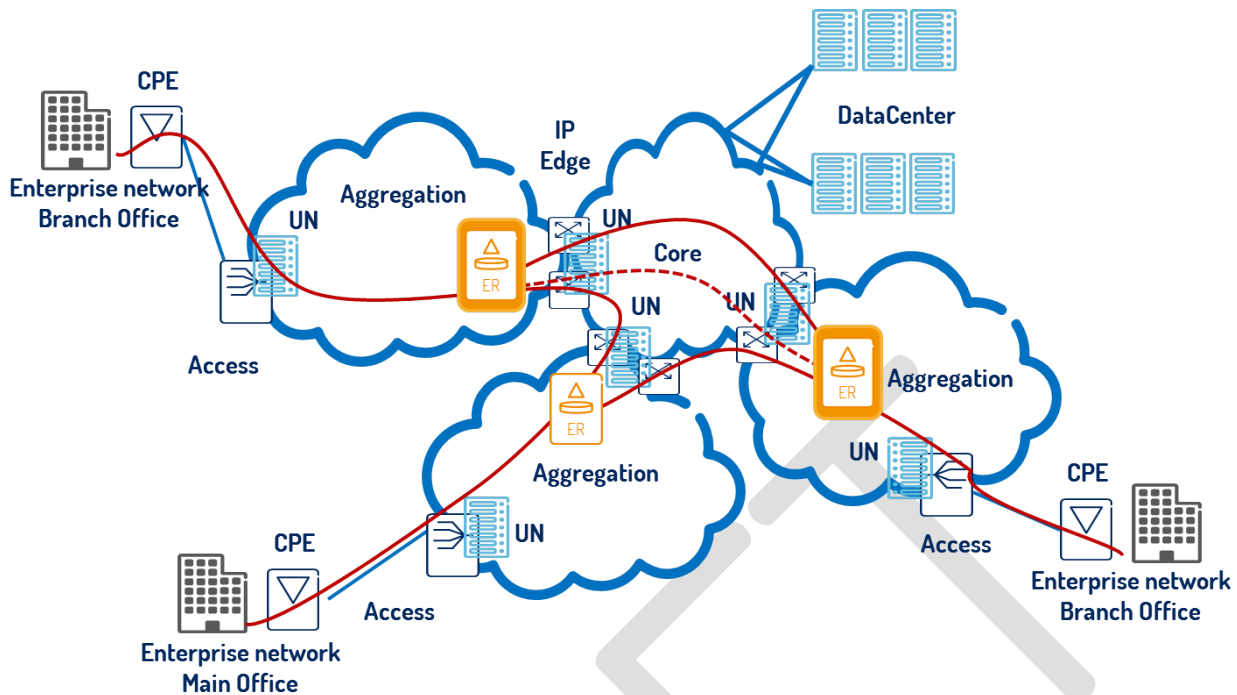 CPE
Enterprise network
Branch Office
Aggregation
IP
Edge
DataCenter
UN
UN
ER
Core
Access
UN
UN
ER
Aggregation
ER
Aggregation
UN
CPE
UN
CPE
Access
Access
Enterprise network
Branch Office
Enterprise network
Main Office